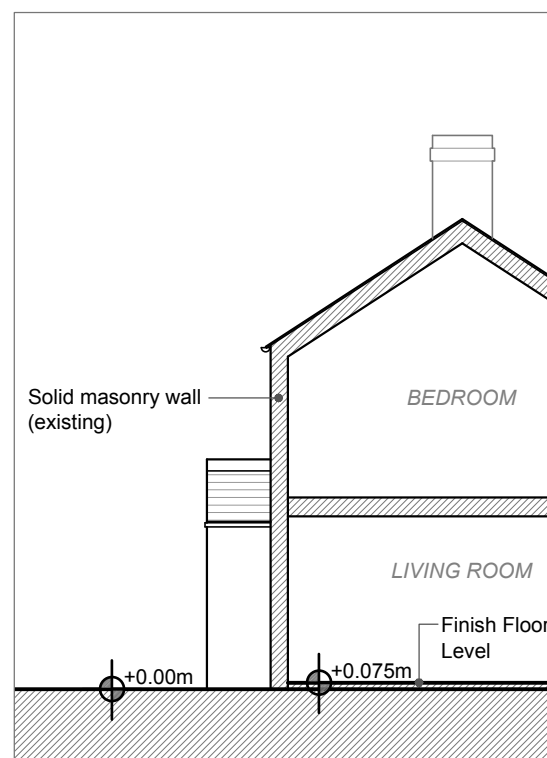 Solid masonry wall
(existing)
BEDROOM
LIVING ROOM
Finish Floor
Level
+0.00m
+0.075m